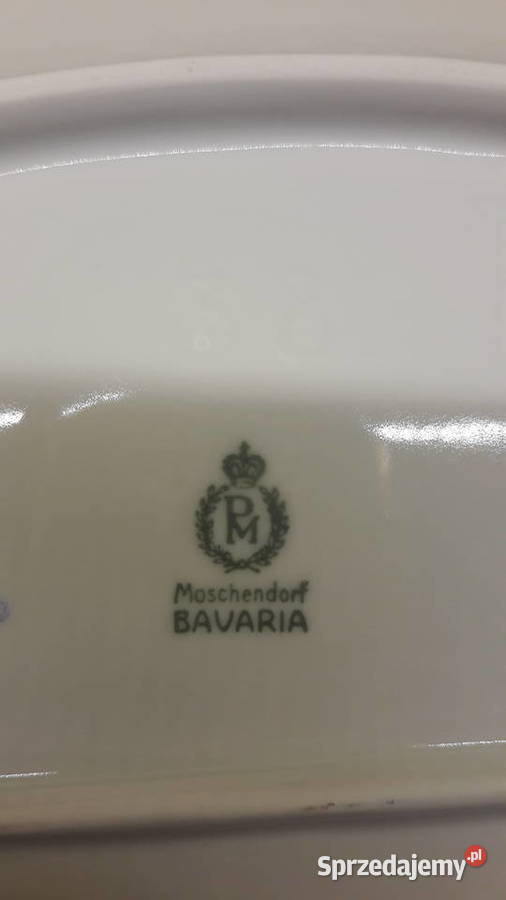 PM
Moschendorf
BAVARIA
Sprzedajemy.pl